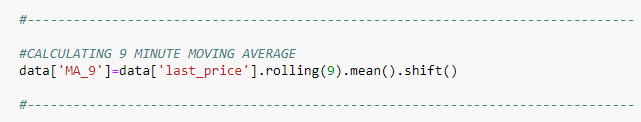 #--------------------------------------------------------------------------
#CALCULATING 9 MINUTE MOVING AVERAGE
data['MA_9']=data['last_price'].rolling(9).mean().shift()
#--------------------------------------------------------------------------